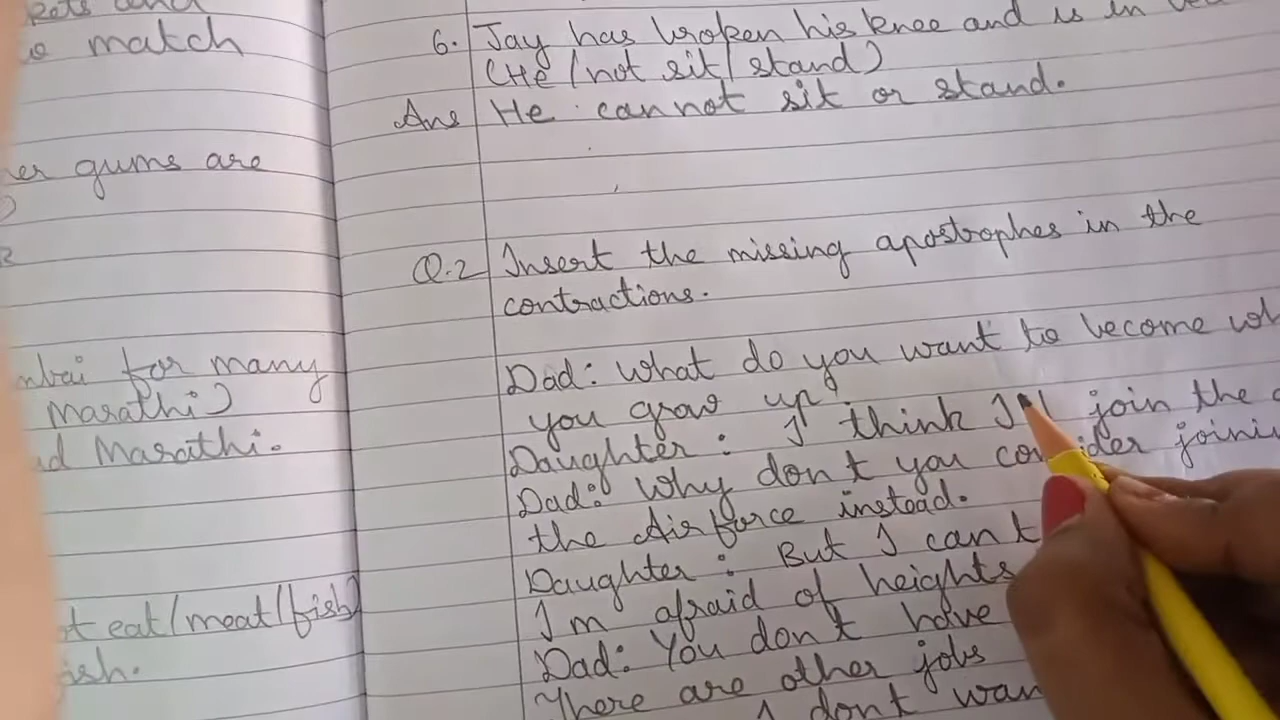 match
gums are
for many
Marathi)
Marathi.
eat/meat/fish)
6. Jay has broken his knee and is in
(He /not sit/stand)
Ans He cannot sit or stand.
Q.2 Insert the missing apostrophes in the
contractions.
Dad: What do you want to become
you grow up?
Daughter: I think I'll join the
Dad: Why dont you consider
the Airforce instead.
Daughter: But I cant
Im afraid of heights
Dad: You dont have
There are other jobs
I dont